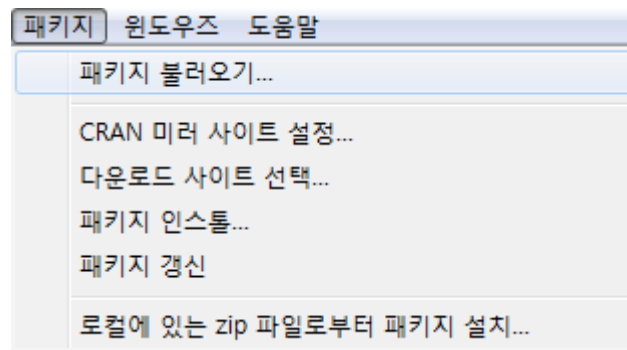 패키지 윈도우즈 도움말
패키지 불러오기...
CRAN 미러 사이트 설정...
다운로드 사이트 선택...
패키지 인스톨...
패키지 갱신
로컬에 있는 zip 파일로부터 패키지 설치...